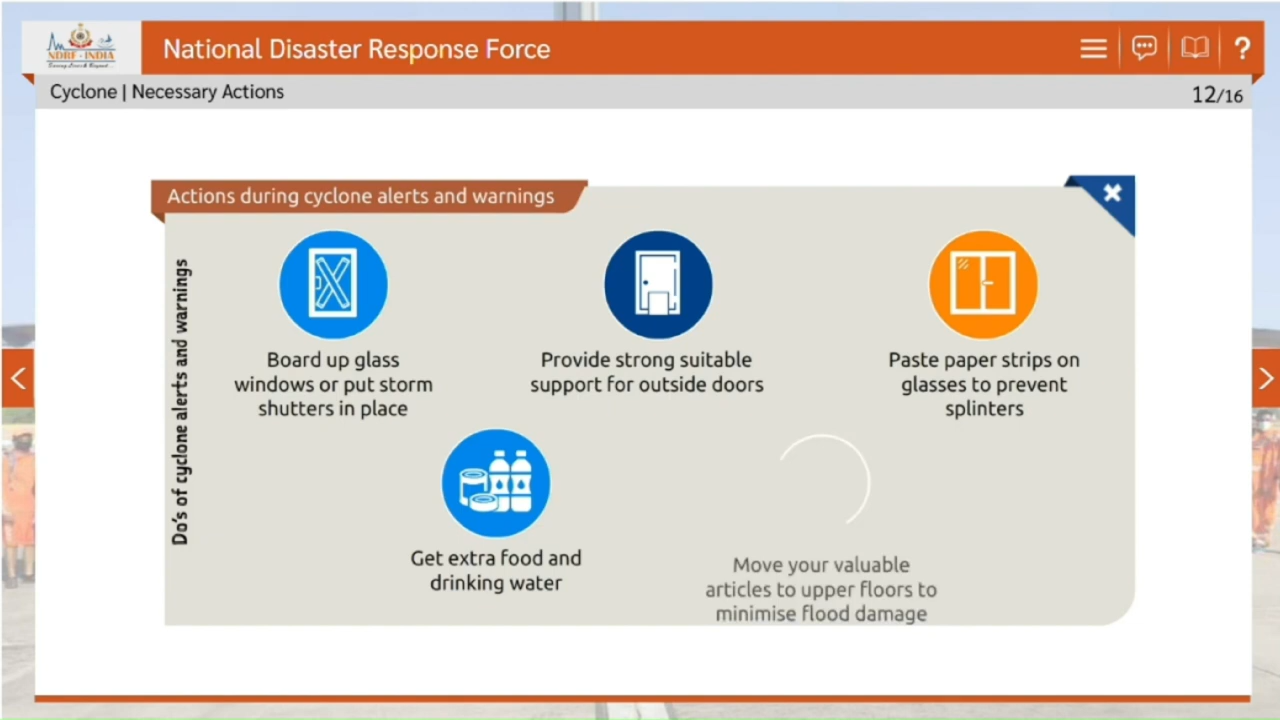 NDRF - INDIA
National Disaster Response Force
?
Cyclone | Necessary Actions
12/16
Actions during cyclone alerts and warnings
Do's of cyclone alerts and warnings
Board up glass
windows or put storm
shutters in place
Provide strong suitable
support for outside doors
Paste paper strips on
glasses to prevent
splinters
Get extra food and
drinking water
Move your valuable
articles to upper floors to
minimise flood damage